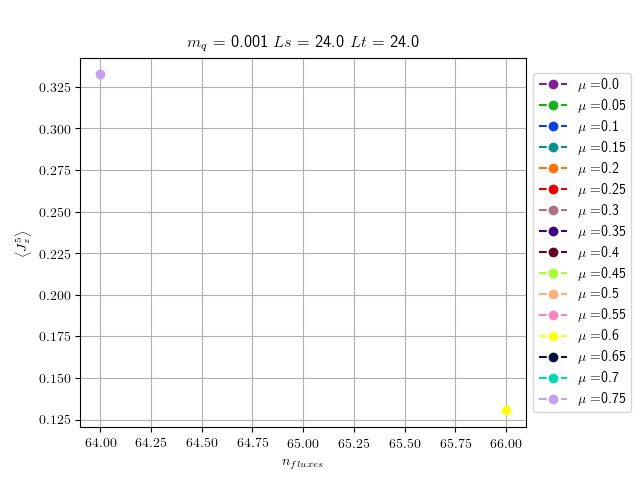 m_q = 0.001 Ls = 24.0 Lt = 24.0
0.325
0.300
0.275
0.250
0.225
0.200
0.175
0.150
0.125
⟨J_z^5⟩
64.00 64.25 64.50 64.75 65.00 65.25 65.50 65.75 66.00
n_fluxes
μ =0.0
μ =0.05
μ =0.1
μ =0.15
μ =0.2
μ =0.25
μ =0.3
μ =0.35
μ =0.4
μ =0.45
μ =0.5
μ =0.55
μ =0.6
μ =0.65
μ =0.7
μ =0.75